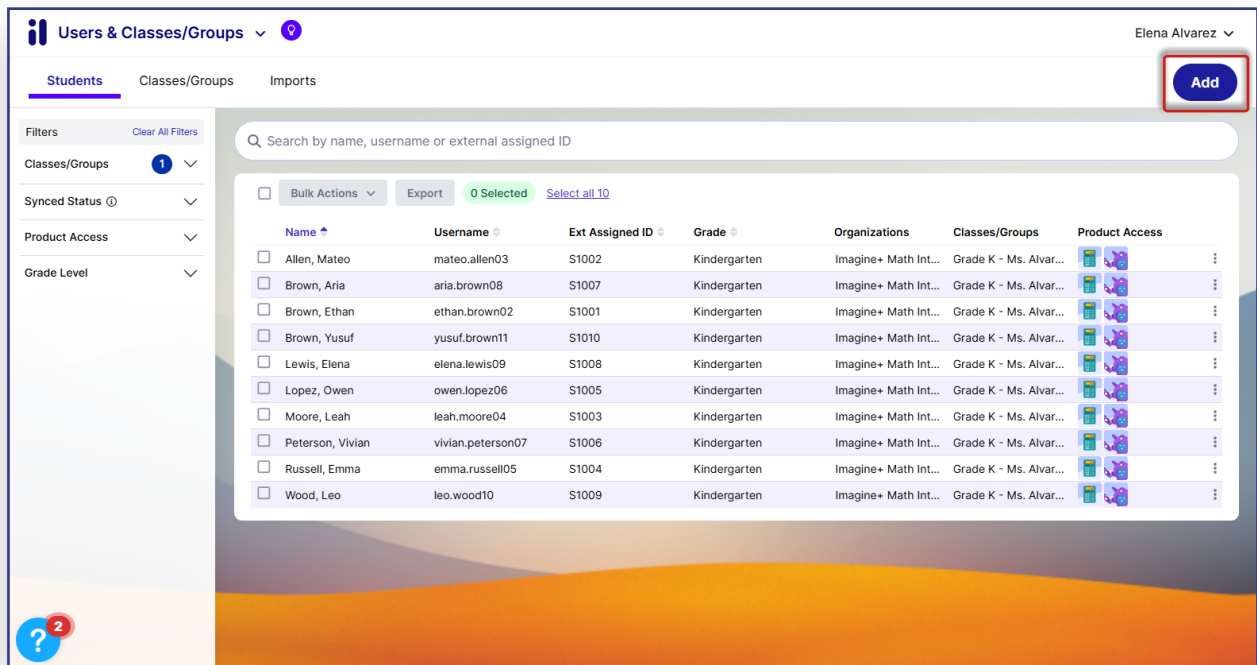 il Users & Classes/Groups
Elena Alvarez
Students Classes/Groups Imports
Add
Filters Clear All Filters
Classes/Groups 1
Synced Status
Product Access
Grade Level
Search by name, username or external assigned ID
Bulk Actions Export 0 Selected Select all 10
Name Username Ext Assigned ID Grade Organizations Classes/Groups Product Access
Allen, Mateo mateo.allen03 S1002 Kindergarten Imagine+ Math Int... Grade K - Ms. Alvar...
Brown, Aria aria.brown08 S1007 Kindergarten Imagine+ Math Int... Grade K - Ms. Alvar...
Brown, Ethan ethan.brown02 S1001 Kindergarten Imagine+ Math Int... Grade K - Ms. Alvar...
Brown, Yusuf yusuf.brown11 S1010 Kindergarten Imagine+ Math Int... Grade K - Ms. Alvar...
Lewis, Elena elena.lewis09 S1008 Kindergarten Imagine+ Math Int... Grade K - Ms. Alvar...
Lopez, Owen owen.lopez06 S1005 Kindergarten Imagine+ Math Int... Grade K - Ms. Alvar...
Moore, Leah leah.moore04 S1003 Kindergarten Imagine+ Math Int... Grade K - Ms. Alvar...
Peterson, Vivian vivian.peterson07 S1006 Kindergarten Imagine+ Math Int... Grade K - Ms. Alvar...
Russell, Emma emma.russell05 S1004 Kindergarten Imagine+ Math Int... Grade K - Ms. Alvar...
Wood, Leo leo.wood10 S1009 Kindergarten Imagine+ Math Int... Grade K - Ms. Alvar...
? 2